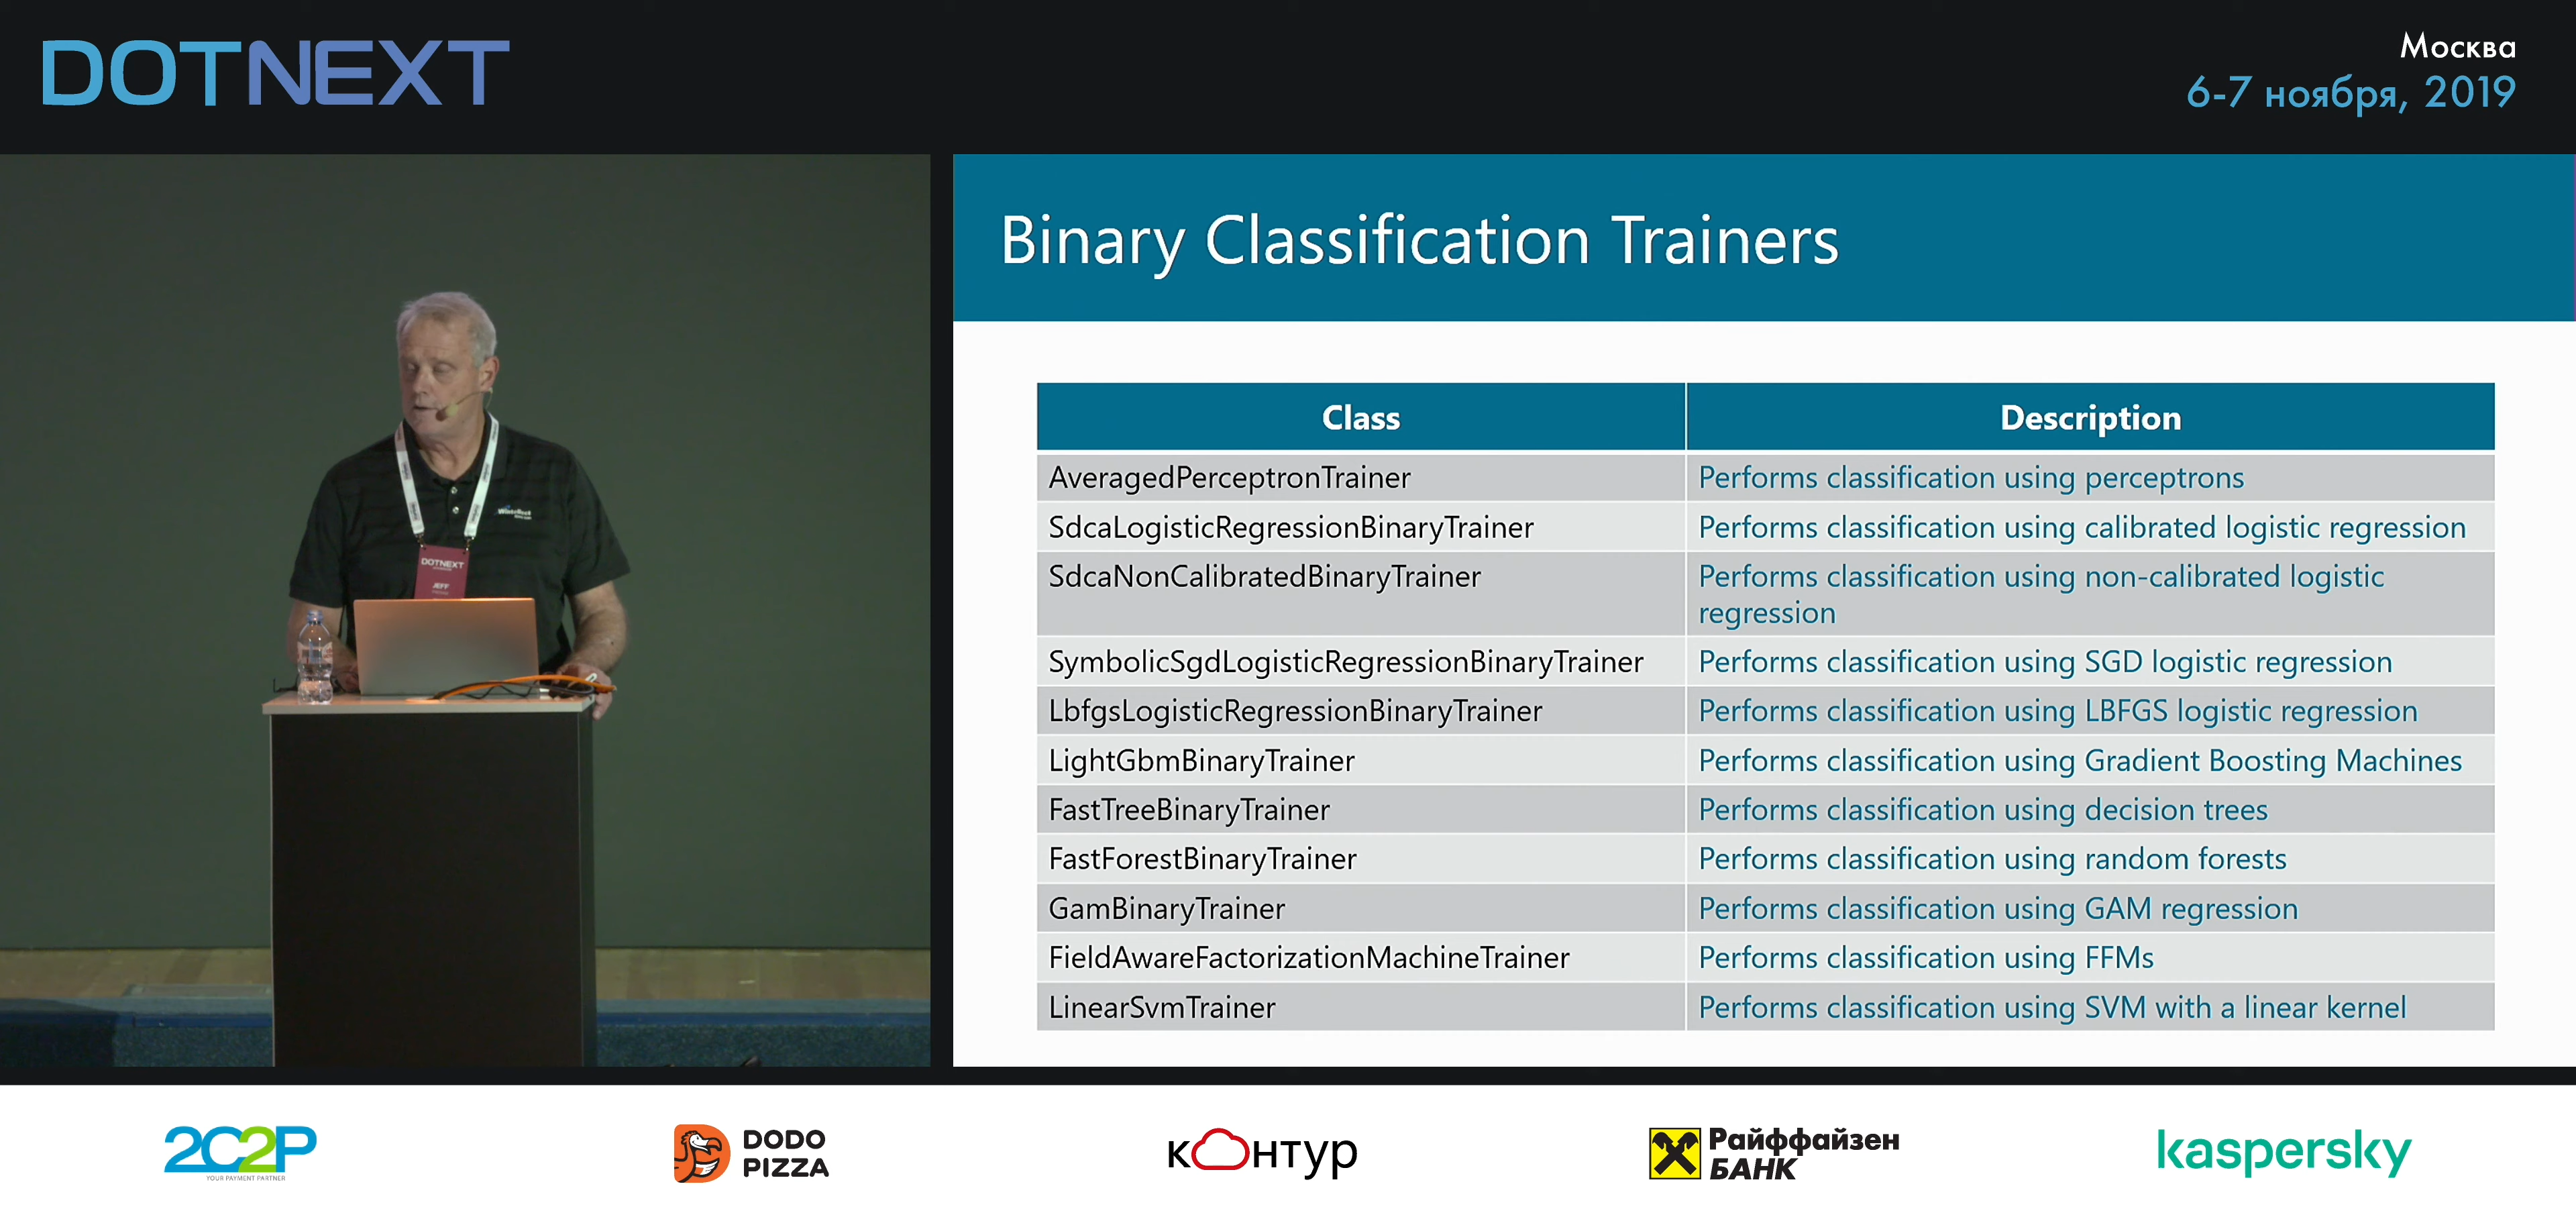 DOTNEXT
Москва
6-7 ноября, 2019
Binary Classification Trainers
Class Description
AveragedPerceptronTrainer Performs classification using perceptrons
SdcaLogisticRegressionBinaryTrainer Performs classification using calibrated logistic regression
SdcaNonCalibratedBinaryTrainer Performs classification using non-calibrated logistic
regression
SymbolicSgdLogisticRegressionBinaryTrainer Performs classification using SGD logistic regression
LbfgsLogisticRegressionBinaryTrainer Performs classification using LBFGS logistic regression
LightGbmBinaryTrainer Performs classification using Gradient Boosting Machines
FastTreeBinaryTrainer Performs classification using decision trees
FastForestBinaryTrainer Performs classification using random forests
GamBinaryTrainer Performs classification using GAM regression
FieldAwareFactorizationMachineTrainer Performs classification using FFMs
LinearSvmTrainer Performs classification using SVM with a linear kernel
DOTNEXT
JEFF
2C2P
YOUR PAYMENT PARTNER
DODO
PIZZA
контур
Райффайзен
БАНК
kaspersky